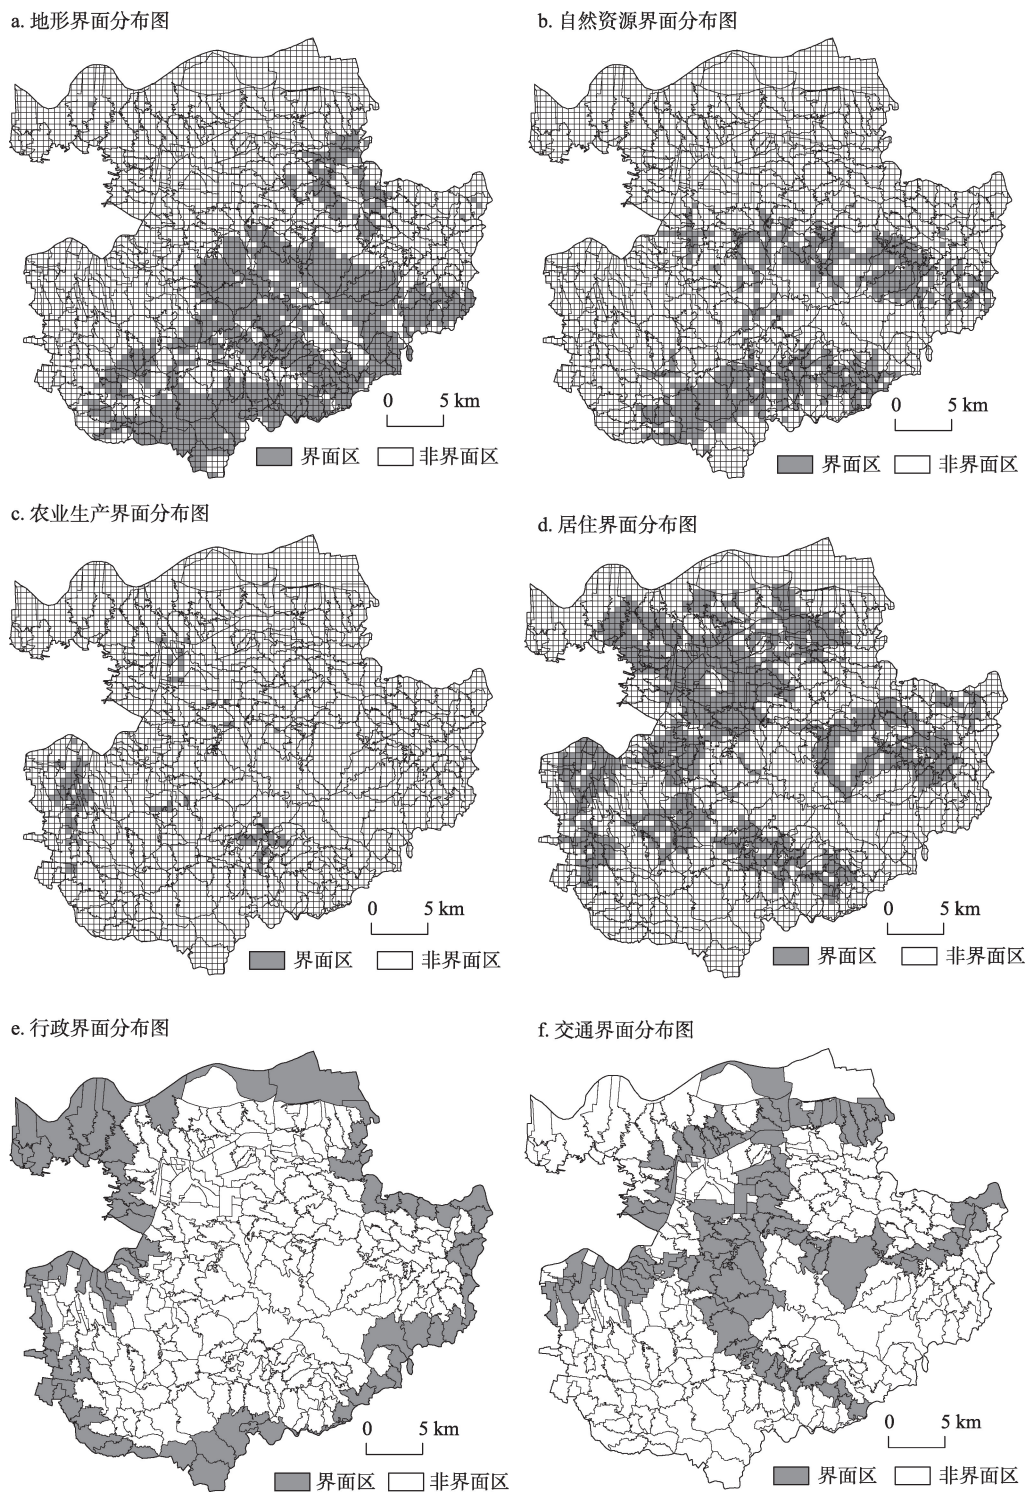 a. 地形界面分布图
b. 自然资源界面分布图
0 5 km
界面区 非界面区
0 5 km
界面区 非界面区
c. 农业生产界面分布图
d. 居住界面分布图
0 5 km
界面区 非界面区
0 5 km
界面区 非界面区
e. 行政界面分布图
f. 交通界面分布图
0 5 km
界面区 非界面区
0 5 km
界面区 非界面区